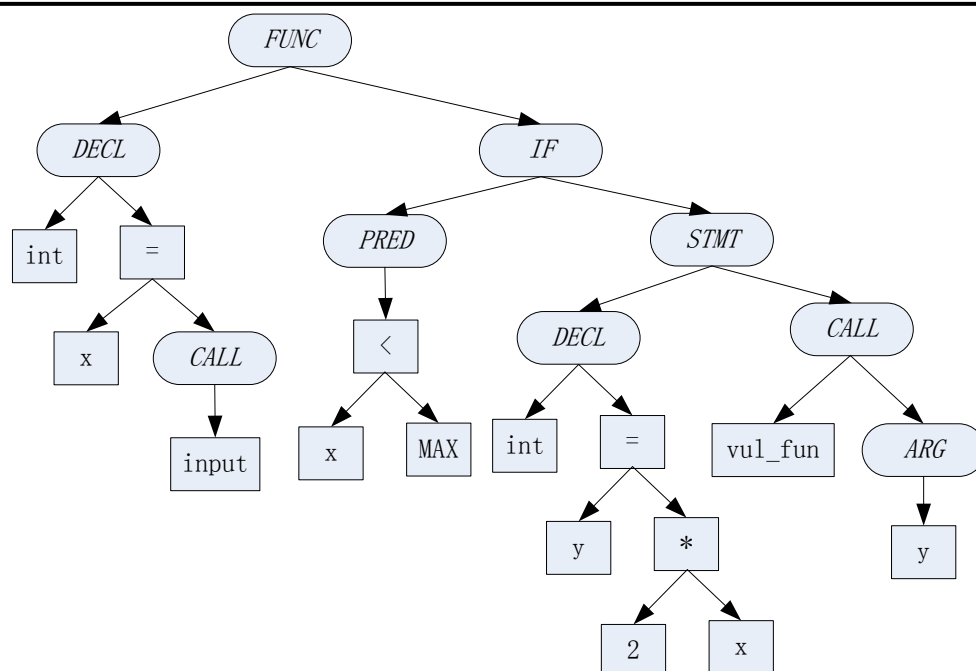 FUNC
DECL
IF
int
=
PRED
STMT
x
CALL
<
DECL
CALL
input
x
MAX
int
=
vul_fun
ARG
y
*
y
2
x